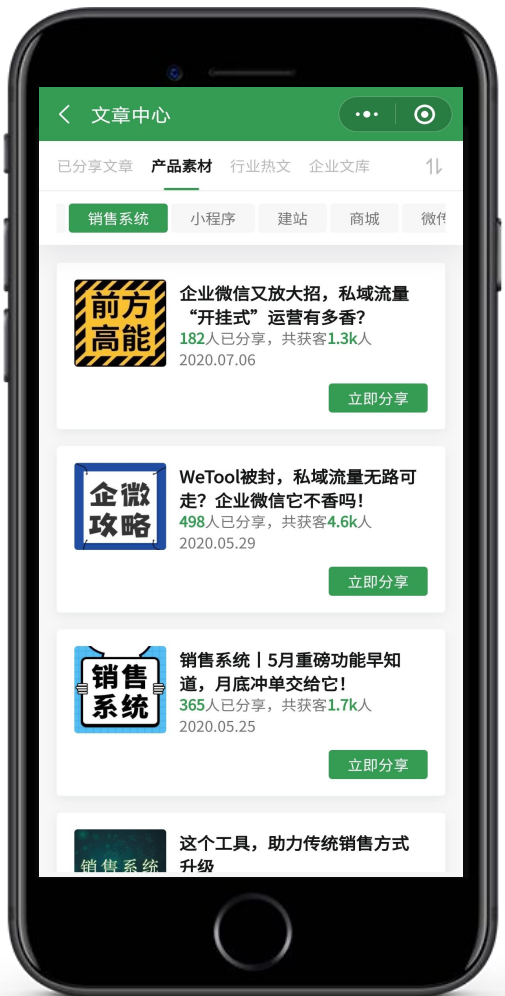 文章中心
已分享文章 产品素材 行业热文 企业文库
销售系统 小程序 建站 商城 微传
前方
高能
企业微信又放大招，私域流量
“开挂式”运营有多香？
182人已分享，共获客1.3k人
2020.07.06
立即分享
企微
攻略
WeTool被封，私域流量无路可
走？企业微信它不香吗！
498人已分享，共获客4.6k人
2020.05.29
立即分享
销售
系统
销售系统丨5月重磅功能早知
道，月底冲单交给它！
365人已分享，共获客1.7k人
2020.05.25
立即分享
销售系统
这个工具，助力传统销售方式
升级